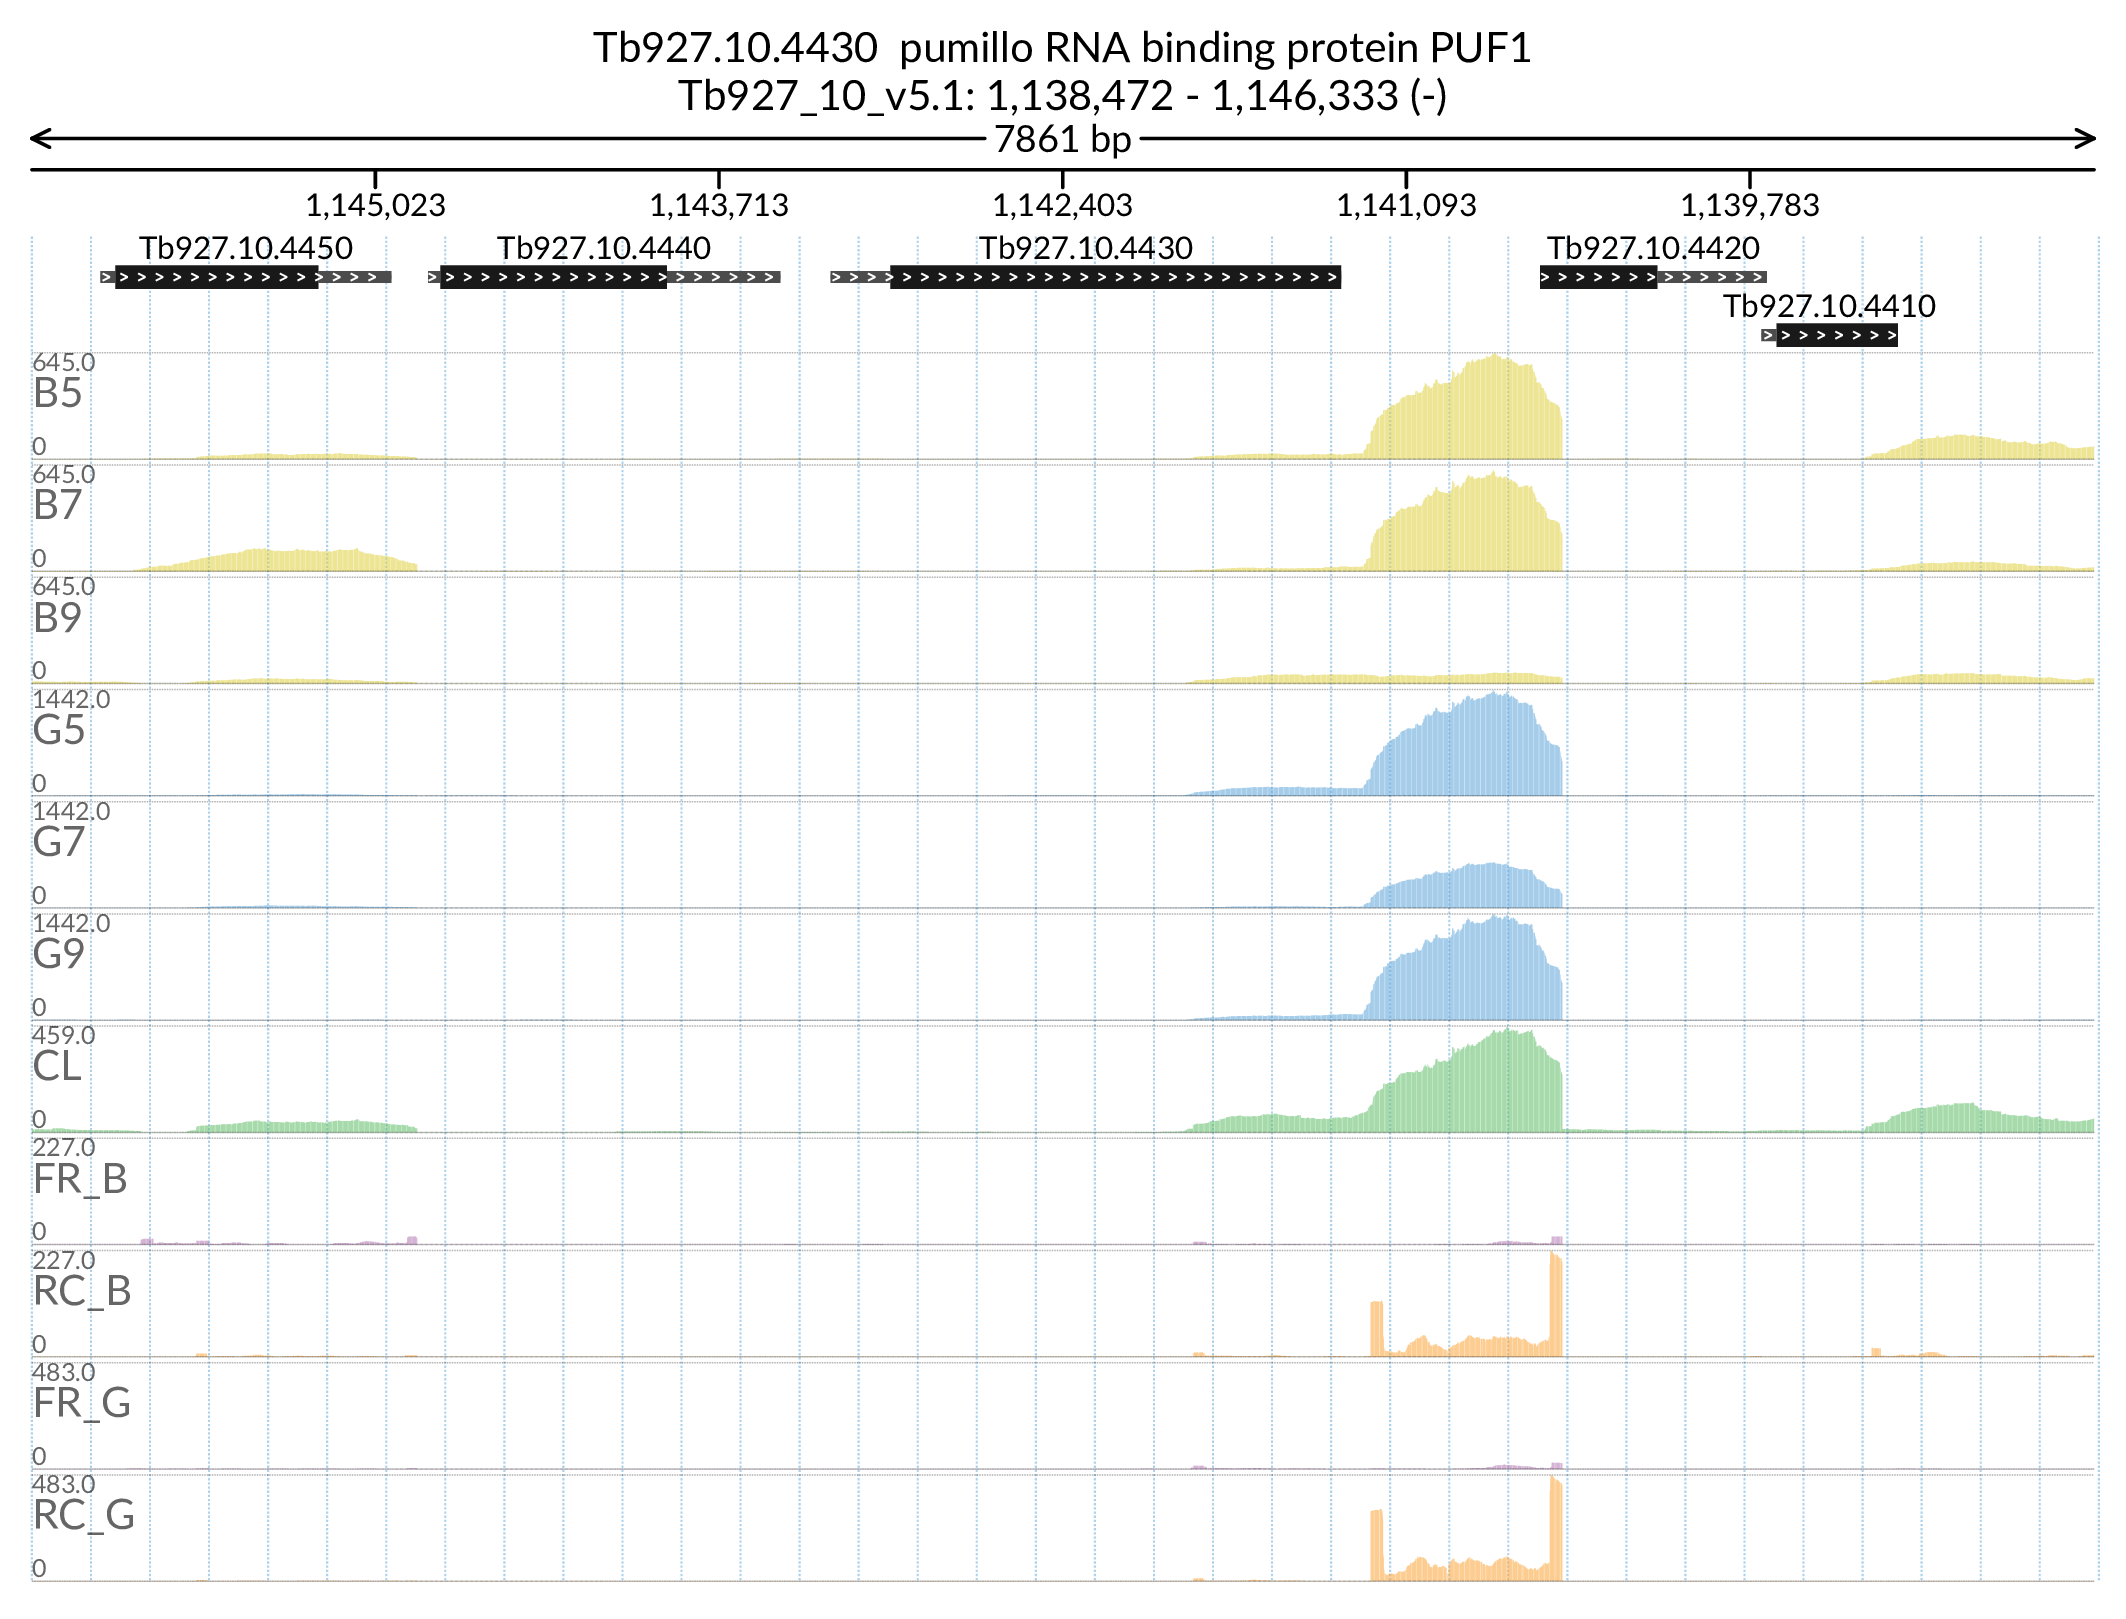 Tb927.10.4430  pumillo RNA binding protein PUF1
Tb927_10_v5.1: 1,138,472 - 1,146,333 (-)
7861 bp
1,145,023 1,143,713 1,142,403 1,141,093 1,139,783
Tb927.10.4450 Tb927.10.4440 Tb927.10.4430 Tb927.10.4420
Tb927.10.4410
645.0
B5
0
645.0
B7
0
645.0
B9
0
1442.0
G5
0
1442.0
G7
0
1442.0
G9
0
459.0
CL
0
227.0
FR_B
0
227.0
RC_B
0
483.0
FR_G
0
483.0
RC_G
0